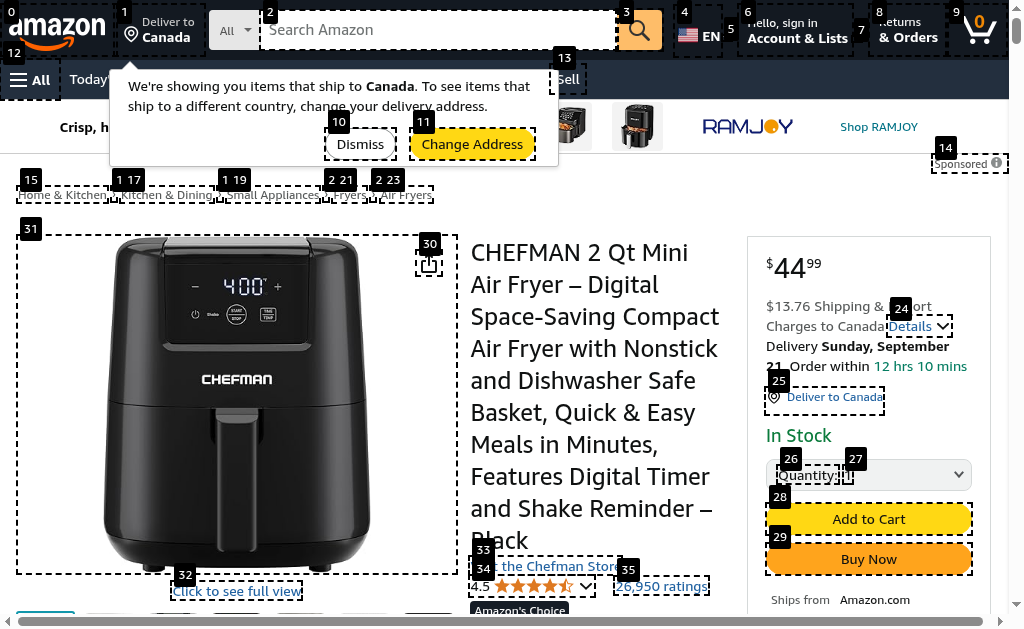 0 1 2 3 4 5 6 7 8 9
amazon
Deliver to
Canada
All
Search Amazon
EN
Hello, sign in
Account & Lists
Returns
& Orders
0
12
All
Today'
13
Sell
We're showing you items that ship to Canada. To see items that
ship to a different country, change your delivery address.
10 11
Dismiss
Change Address
Crisp, h
RAMJOY
Shop RAMJOY
14
Sponsored
15 1 17 1 19 2 21 2 23
Home & Kitchen › Kitchen & Dining › Small Appliances › Fryers › Air Fryers
31
30
400°
Shake
START
STOP
TIME
TEMP
CHEFMAN
32
Click to see full view
CHEFMAN 2 Qt Mini
Air Fryer – Digital
Space-Saving Compact
Air Fryer with Nonstick
and Dishwasher Safe
Basket, Quick & Easy
Meals in Minutes,
Features Digital Timer
and Shake Reminder –
Black
33
t the Chefman Store
34 35
4.5
26,950 ratings
Amazon's Choice
$44.99
$13.76 Shipping & ort
24
Charges to Canada Details
Delivery Sunday, September
21. Order within 12 hrs 10 mins
25
Deliver to Canada
In Stock
26 27
Quantity: 1
28
Add to Cart
29
Buy Now
Ships from Amazon.com